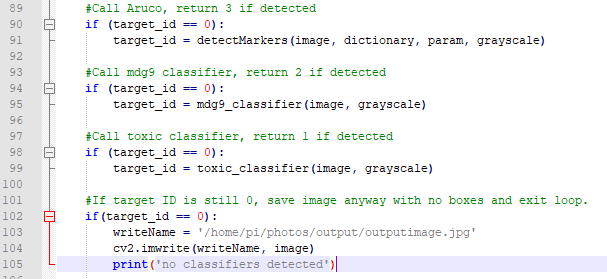 89 #Call Aruco, return 3 if detected
90 if (target_id == 0):
91 target_id = detectMarkers(image, dictionary, param, grayscale)
92
93 #Call mdg9 classifier, return 2 if detected
94 if (target_id == 0):
95 target_id = mdg9_classifier(image, grayscale)
96
97 #Call toxic classifier, return 1 if detected
98 if (target_id == 0):
99 target_id = toxic_classifier(image, grayscale)
100
101 #If target ID is still 0, save image anyway with no boxes and exit loop.
102 if(target_id == 0):
103 writeName = '/home/pi/photos/output/outputimage.jpg'
104 cv2.imwrite(writeName, image)
105 print('no classifiers detected')
106